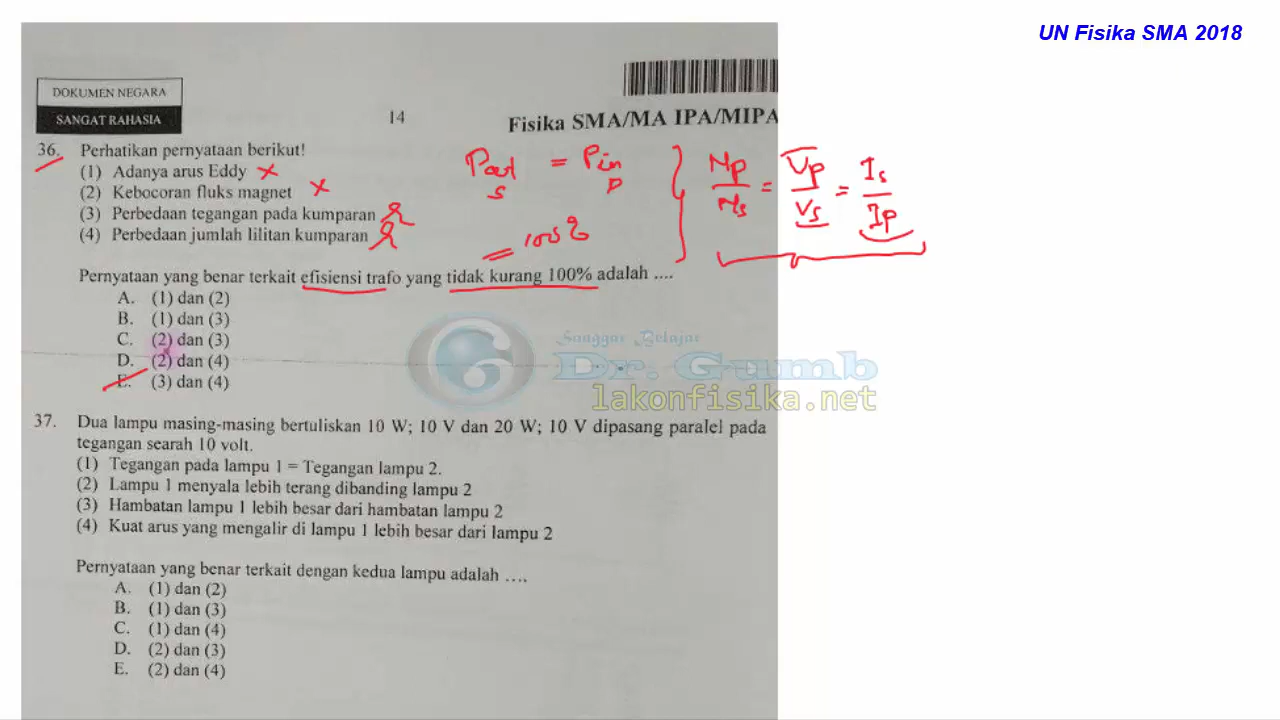 UN Fisika SMA 2018
DOKUMEN NEGARA
SANGAT RAHASIA
14
Fisika SMA/MA IPA/MIPA
36. Perhatikan pernyataan berikut!
(1) Adanya arus Eddy
(2) Kebocoran fluks magnet
(3) Perbedaan tegangan pada kumparan
(4) Perbedaan jumlah lilitan kumparan
Pout = Pin
S P
= 100%
Np/Ns = Vp/Vs = Is/Ip
Pernyataan yang benar terkait efisiensi trafo yang tidak kurang 100% adalah ....
A. (1) dan (2)
B. (1) dan (3)
C. (2) dan (3)
D. (2) dan (4)
E. (3) dan (4)
Sanggar Belajar
Dr. Gumb
lakonfisika.net
37. Dua lampu masing-masing bertuliskan 10 W; 10 V dan 20 W; 10 V dipasang paralel pada
tegangan searah 10 volt.
(1) Tegangan pada lampu 1 = Tegangan lampu 2.
(2) Lampu 1 menyala lebih terang dibanding lampu 2
(3) Hambatan lampu 1 lebih besar dari hambatan lampu 2
(4) Kuat arus yang mengalir di lampu 1 lebih besar dari lampu 2
Pernyataan yang benar terkait dengan kedua lampu adalah ....
A. (1) dan (2)
B. (1) dan (3)
C. (1) dan (4)
D. (2) dan (3)
E. (2) dan (4)